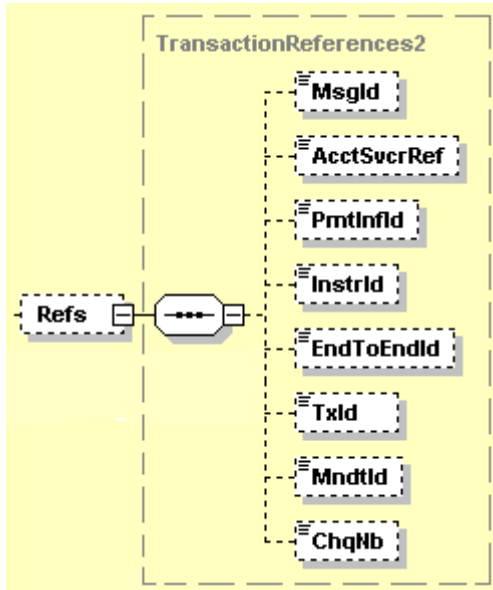 TransactionReferences2
MsgId
AcctSvcrRef
PmtInfId
Refs
InstrId
EndToEndId
TxId
MndtId
ChqNb